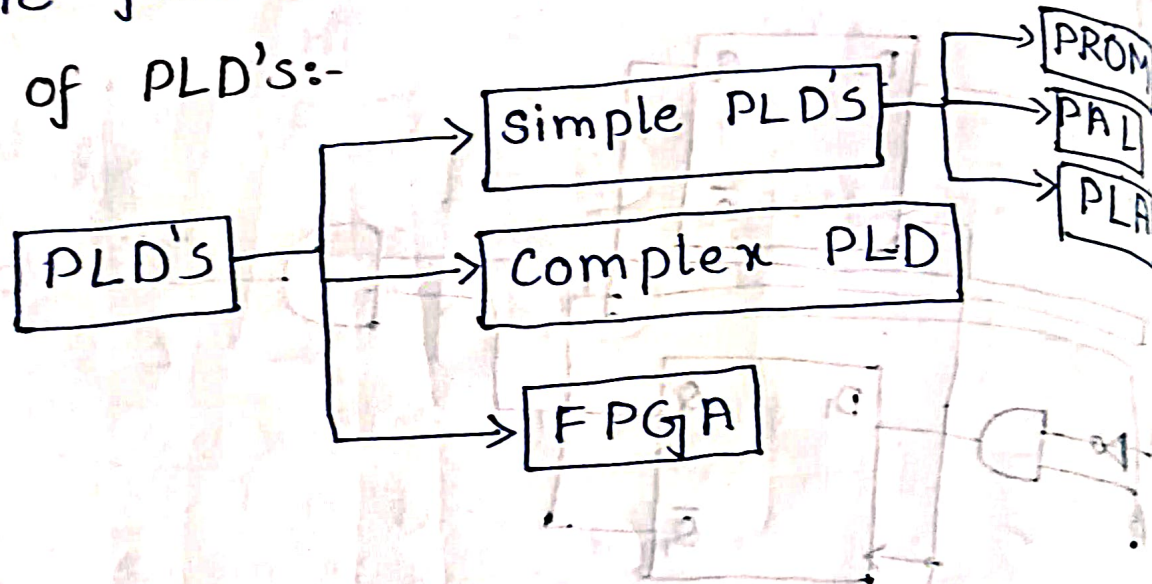 of PLD's:-
Simple PLD's
PROM
PAL
PLA
PLD's
Complex PLD
FPGA